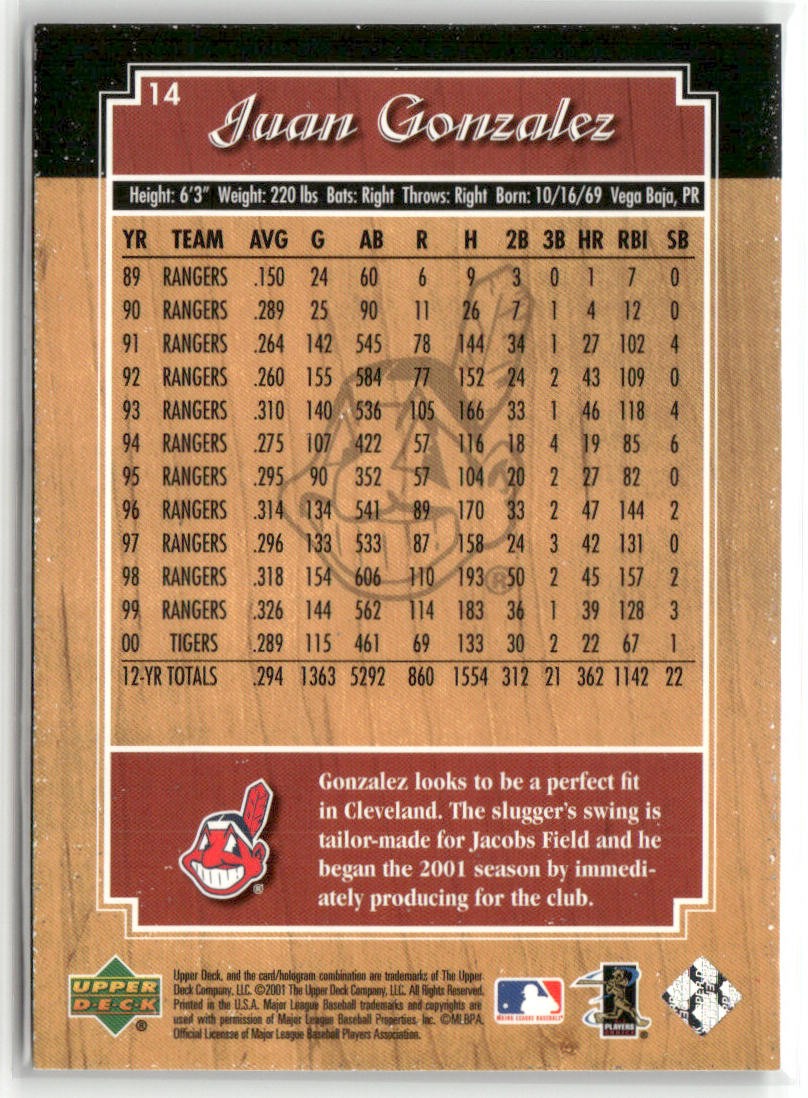 14
Juan Gonzalez
Height: 6'3" Weight: 220 lbs Bats: Right Throws: Right Born: 10/16/69 Vega Baja, PR
YR TEAM AVG G AB R H 2B 3B HR RBI SB
89 RANGERS .150 24 60 6 9 3 0 1 7 0
90 RANGERS .289 25 90 11 26 7 1 4 12 0
91 RANGERS .264 142 545 78 144 34 1 27 102 4
92 RANGERS .260 155 584 77 152 24 2 43 109 0
93 RANGERS .310 140 536 105 166 33 1 46 118 4
94 RANGERS .275 107 422 57 116 18 4 19 85 6
95 RANGERS .295 90 352 57 104 20 2 27 82 0
96 RANGERS .314 134 541 89 170 33 2 47 144 2
97 RANGERS .296 133 533 87 158 24 3 42 131 0
98 RANGERS .318 154 606 110 193 50 2 45 157 2
®
99 RANGERS .326 144 562 114 183 36 1 39 128 3
00 TIGERS .289 115 461 69 133 30 2 22 67 1
12-YR TOTALS .294 1363 5292 860 1554 312 21 362 1142 22
Gonzalez looks to be a perfect fit
in Cleveland. The slugger's swing is
tailor-made for Jacobs Field and he
began the 2001 season by immedi-
ately producing for the club.
®
UPPER
D·E·C·K
®
Upper Deck, and the card/hologram combination are trademarks of The Upper
Deck Company, LLC. ©2001 The Upper Deck Company, LLC. All Rights Reserved.
Printed in the U.S.A. Major League Baseball trademarks and copyrights are
used with permission of Major League Baseball Properties, Inc. ©MLBPA.
Official Licensee of Major League Baseball Players Association.
MAJOR LEAGUE BASEBALL
PLAYERS
CHOICE
®